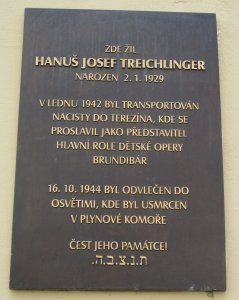 ZDE ŽIL
HANUŠ JOSEF TREICHLINGER
NAROZEN 2. 1. 1929
V LEDNU 1942 BYL TRANSPORTOVÁN
NACISTY DO TEREZÍNA, KDE SE
PROSLAVIL JAKO PŘEDSTAVITEL
HLAVNÍ ROLE DĚTSKÉ OPERY
BRUNDIBÁR
16. 10. 1944 BYL ODVLEČEN DO
OSVĚTIMI, KDE BYL USMRCEN
V PLYNOVÉ KOMOŘE
ČEST JEHO PAMÁTCE!
ת.נ.צ.ב.ה.